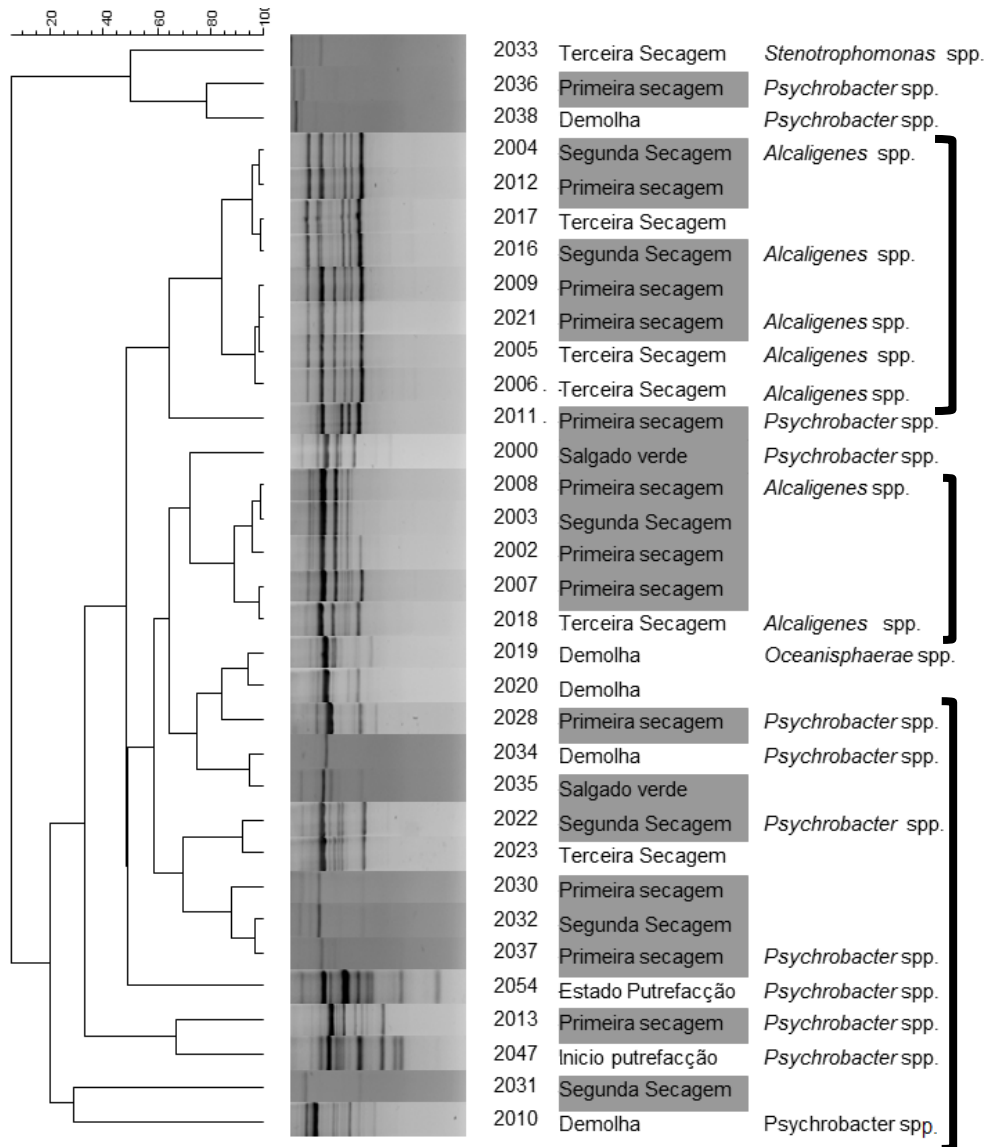 20 40 60 80 100
2033 Terceira Secagem Stenotrophomonas spp.
2036 Primeira secagem Psychrobacter spp.
2038 Demolha Psychrobacter spp.
2004 Segunda Secagem Alcaligenes spp.
2012 Primeira secagem
2017 Terceira Secagem
2016 Segunda Secagem Alcaligenes spp.
2009 Primeira secagem
2021 Primeira secagem Alcaligenes spp.
2005 Terceira Secagem Alcaligenes spp.
2006 . Terceira Secagem Alcaligenes spp.
2011 . Primeira secagem Psychrobacter spp.
2000 Salgado verde Psychrobacter spp.
2008 Primeira secagem Alcaligenes spp.
2003 Segunda Secagem
2002 Primeira secagem
2007 Primeira secagem
2018 Terceira Secagem Alcaligenes spp.
2019 Demolha Oceanisphaerae spp.
2020 Demolha
2028 Primeira secagem Psychrobacter spp.
2034 Demolha Psychrobacter spp.
2035 Salgado verde
2022 Segunda Secagem Psychrobacter spp.
2023 Terceira Secagem
2030 Primeira secagem
2032 Segunda Secagem
2037 Primeira secagem Psychrobacter spp.
2054 Estado Putrefacção Psychrobacter spp.
2013 Primeira secagem Psychrobacter spp.
2047 Inicio putrefacção Psychrobacter spp.
2031 Segunda Secagem
2010 Demolha Psychrobacter spp.